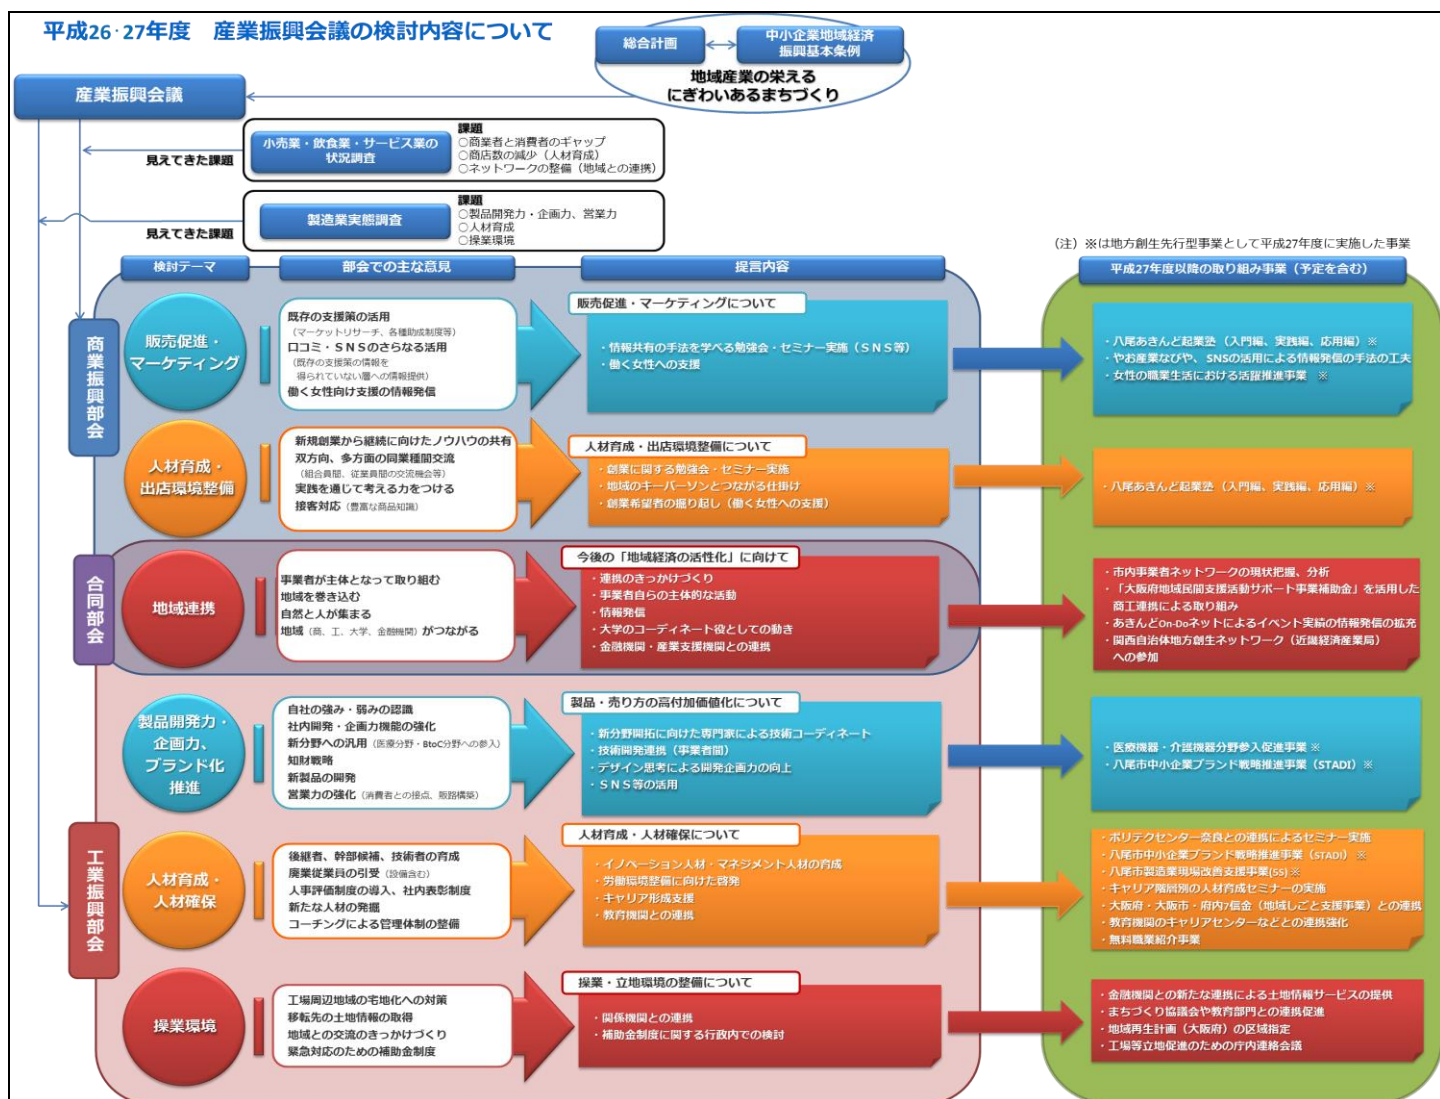 平成26･27年度　産業振興会議の検討内容について
総合計画
中小企業地域経済
振興基本条例
地域産業の栄える
にぎわいあるまちづくり
産業振興会議
見えてきた課題
小売業・飲食業・サービス業の
状況調査
課題
○商業者と消費者のギャップ
○商店数の減少（人材育成）
○ネットワークの整備（地域との連携）
見えてきた課題
製造業実態調査
課題
○製品開発力・企画力、営業力
○人材育成
○操業環境
（注）※は地方創生先行型事業として平成27年度に実施した事業
検討テーマ
部会での主な意見
提言内容
平成27年度以降の取り組み事業（予定を含む）
商業振興部会
販売促進・
マーケティング
既存の支援策の活用
（マーケットリサーチ、各種助成制度等）
口コミ・ＳＮＳのさらなる活用
（既存の支援策の情報を
得られていない層への情報提供）
働く女性向け支援の情報発信
販売促進・マーケティングについて
・情報共有の手法を学べる勉強会・セミナー実施（ＳＮＳ等）
・働く女性への支援
・八尾あきんど起業塾（入門編、実践編、応用編）※
・やお産業なびや、SNSの活用による情報発信の手法の工夫
・女性の職業生活における活躍推進事業　※
人材育成・
出店環境整備
新規創業から継続に向けたノウハウの共有
双方向、多方面の同業種間交流
（組合員間、従業員間の交流機会等）
実践を通じて考える力をつける
接客対応（豊富な商品知識）
人材育成・出店環境整備について
・創業に関する勉強会・セミナー実施
・地域のキーパーソンとつながる仕掛け
・創業希望者の掘り起し（働く女性への支援）
・八尾あきんど起業塾（入門編、実践編、応用編）※
合同部会
地域連携
事業者が主体となって取り組む
地域を巻き込む
自然と人が集まる
地域（商、工、大学、金融機関）がつながる
今後の「地域経済の活性化」に向けて
・連携のきっかけづくり
・事業者自らの主体的な活動
・情報発信
・大学のコーディネート役としての動き
・金融機関・産業支援機関との連携
・市内事業者ネットワークの現状把握、分析
・「大阪府地域民間支援活動サポート事業補助金」を活用した
商工連携による取り組み
・あきんどOn-Doネットによるイベント実績の情報発信の拡充
・関西自治体地方創生ネットワーク（近畿経済産業局）
への参加
工業振興部会
製品開発力・
企画力、
ブランド化
推進
自社の強み・弱みの認識
社内開発・企画力機能の強化
新分野への汎用（医療分野・BtoC分野への参入）
知財戦略
新製品の開発
営業力の強化（消費者との接点、販路構築）
製品・売り方の高付加価値化について
・新分野開拓に向けた専門家による技術コーディネート
・技術開発連携（事業者間）
・デザイン思考による開発企画力の向上
・ＳＮＳ等の活用
・医療機器・介護機器分野参入促進事業 ※
・八尾市中小企業ブランド戦略推進事業（STADI）※
人材育成・
人材確保
後継者、幹部候補、技術者の育成
廃業従業員の引受（設備含む）
人事評価制度の導入、社内表彰制度
新たな人材の発掘
コーチングによる管理体制の整備
人材育成・人材確保について
・イノベーション人材・マネジメント人材の育成
・労働環境整備に向けた啓発
・キャリア形成支援
・教育機関との連携
・ポリテクセンター奈良との連携によるセミナー実施
・八尾市中小企業ブランド戦略推進事業（STADI）※
・八尾市製造業現場改善支援事業(5S) ※
・キャリア階層別の人材育成セミナーの実施
・大阪府・大阪市・府内7信金（地域しごと支援事業）との連携
・教育機関のキャリアセンターなどとの連携強化
・無料職業紹介事業
操業環境
工場周辺地域の宅地化への対策
移転先の土地情報の取得
地域との交流のきっかけづくり
緊急対応のための補助金制度
操業・立地環境の整備について
・関係機関との連携
・補助金制度に関する行政内での検討
・金融機関との新たな連携による土地情報サービスの提供
・まちづくり協議会や教育部門との連携促進
・地域再生計画（大阪府）の区域指定
・工場等立地促進のための庁内連絡会議